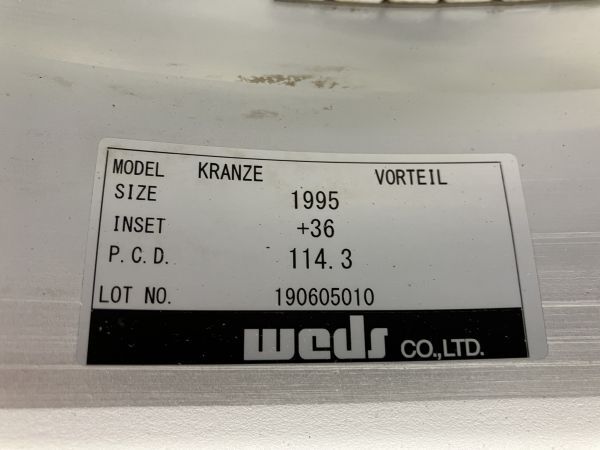 MODEL KRANZE VORTEIL
SIZE 1995
INSET +36
P.C.D. 114.3
LOT NO. 190605010
weds CO.,LTD.